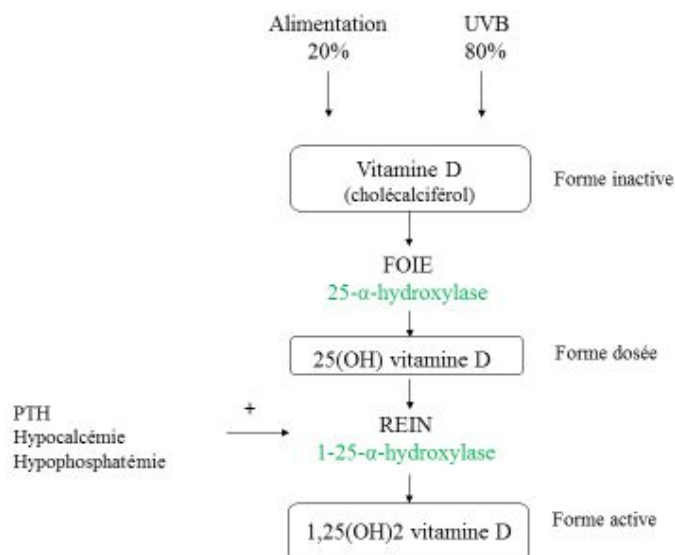 Alimentation
20%
UVB
80%
Vitamine D
(cholécalciférol)
Forme inactive
FOIE
25-α-hydroxylase
25(OH) vitamine D
Forme dosée
PTH
Hypocalcémie
Hypophosphatémie
+
REIN
1-25-α-hydroxylase
1,25(OH)2 vitamine D
Forme active